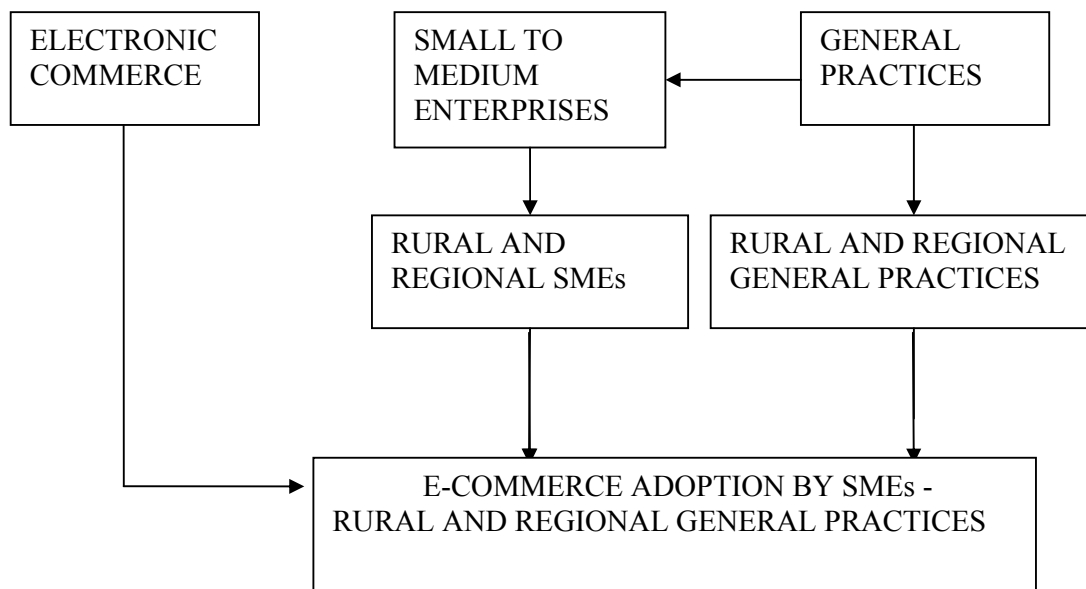 ELECTRONIC
COMMERCE
SMALL TO
MEDIUM
ENTERPRISES
GENERAL
PRACTICES
RURAL AND
REGIONAL SMEs
RURAL AND REGIONAL
GENERAL PRACTICES
E-COMMERCE ADOPTION BY SMEs -
RURAL AND REGIONAL GENERAL PRACTICES